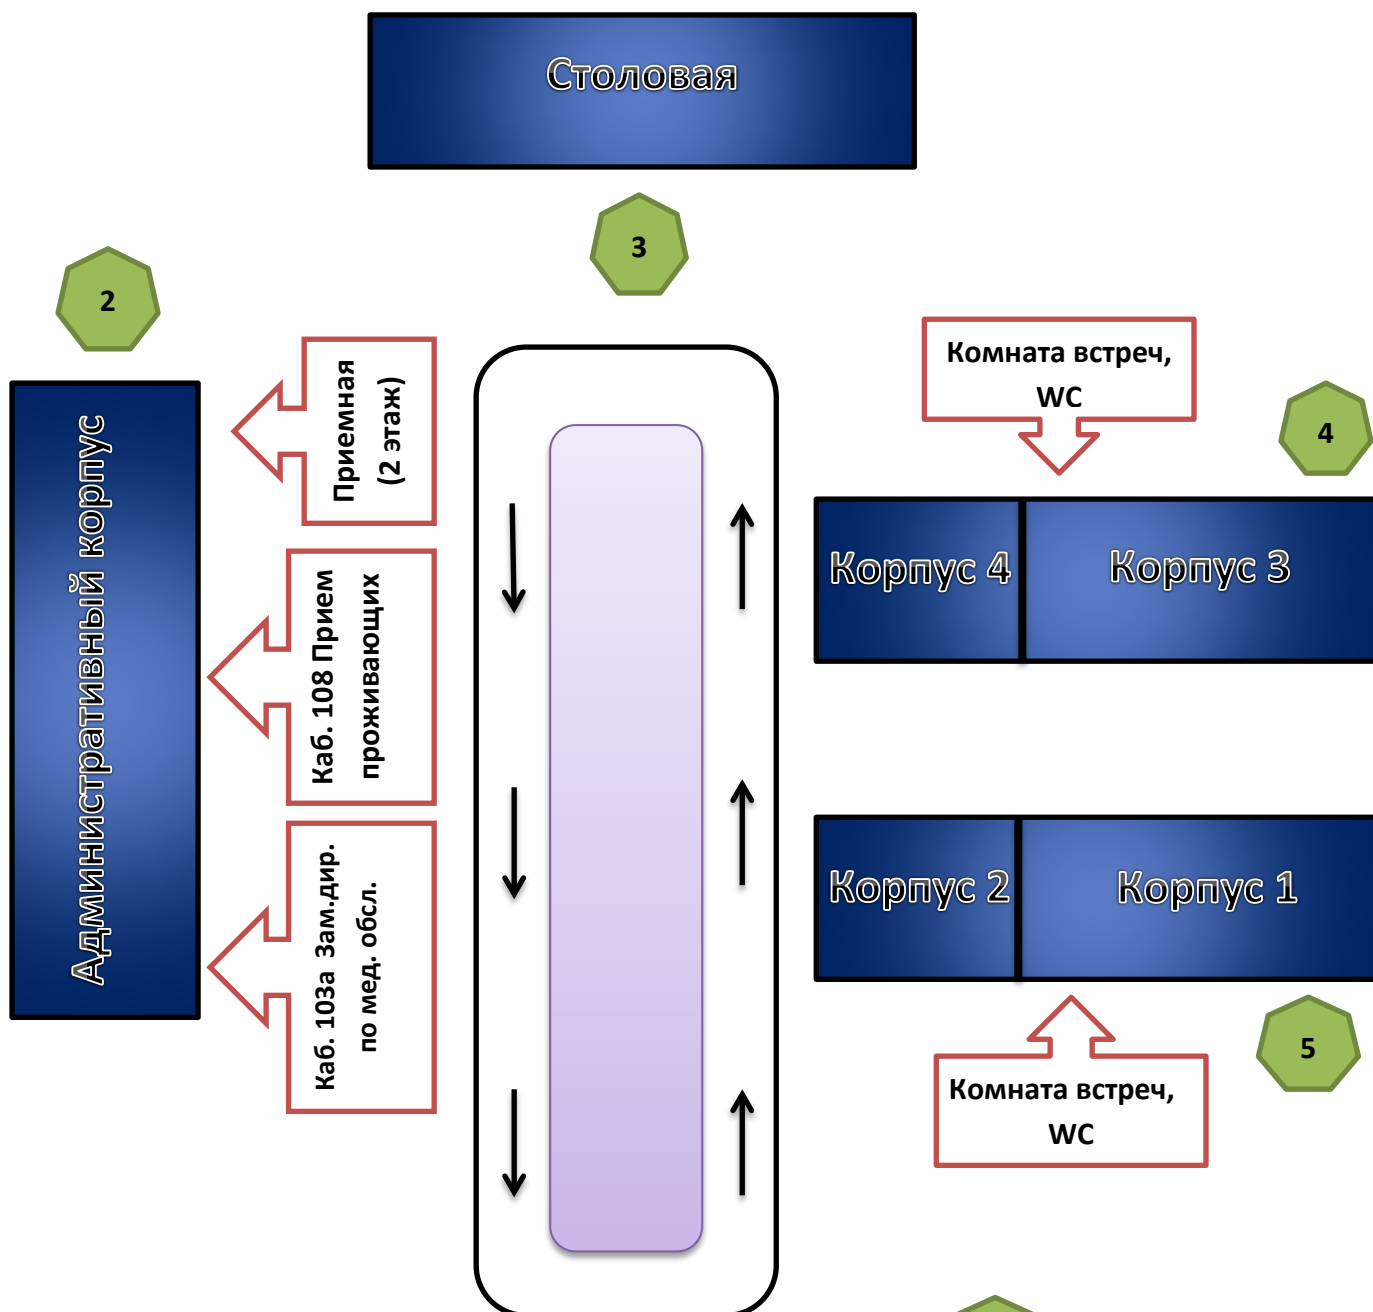 Столовая
3
2
Административный корпус
Приемная
(2 этаж)
Каб. 108 Прием
проживающих
Каб. 103а Зам.дир.
по мед. обсл.
Комната встреч,
WC
4
Корпус 4
Корпус 3
Корпус 2
Корпус 1
5
Комната встреч,
WC